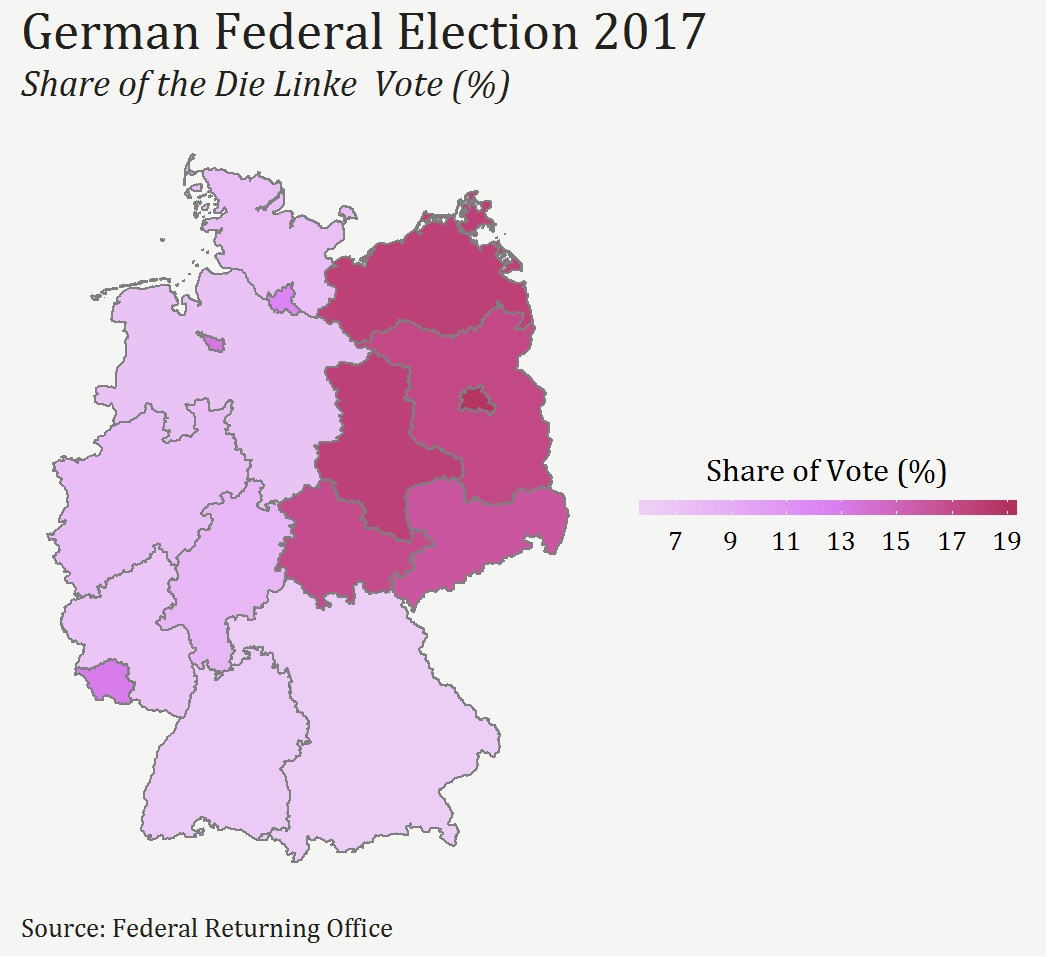 German Federal Election 2017
Share of the Die Linke Vote (%)
Share of Vote (%)
7 9 11 13 15 17 19
Source: Federal Returning Office